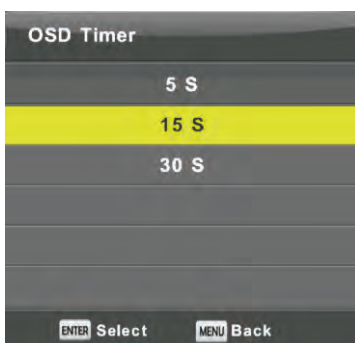 OSD Timer
5 S
15 S
30 S
ENTER Select MENU Back